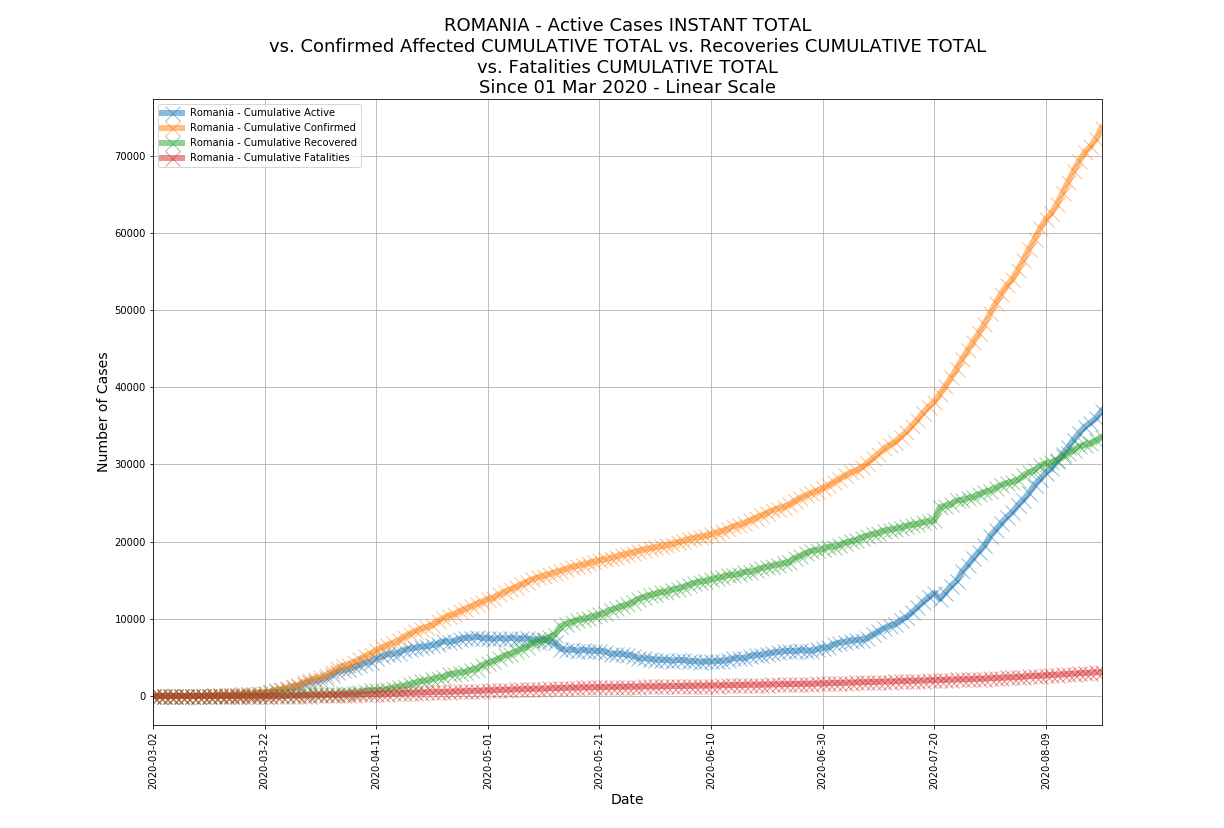 ROMANIA - Active Cases INSTANT TOTAL
vs. Confirmed Affected CUMULATIVE TOTAL vs. Recoveries CUMULATIVE TOTAL
vs. Fatalities CUMULATIVE TOTAL
Since 01 Mar 2020 - Linear Scale
Romania - Cumulative Active
Romania - Cumulative Confirmed
Romania - Cumulative Recovered
Romania - Cumulative Fatalities
Number of Cases
70000
60000
50000
40000
30000
20000
10000
0
2020-03-02
2020-03-22
2020-04-11
2020-05-01
2020-05-21
2020-06-10
2020-06-30
2020-07-20
2020-08-09
Date